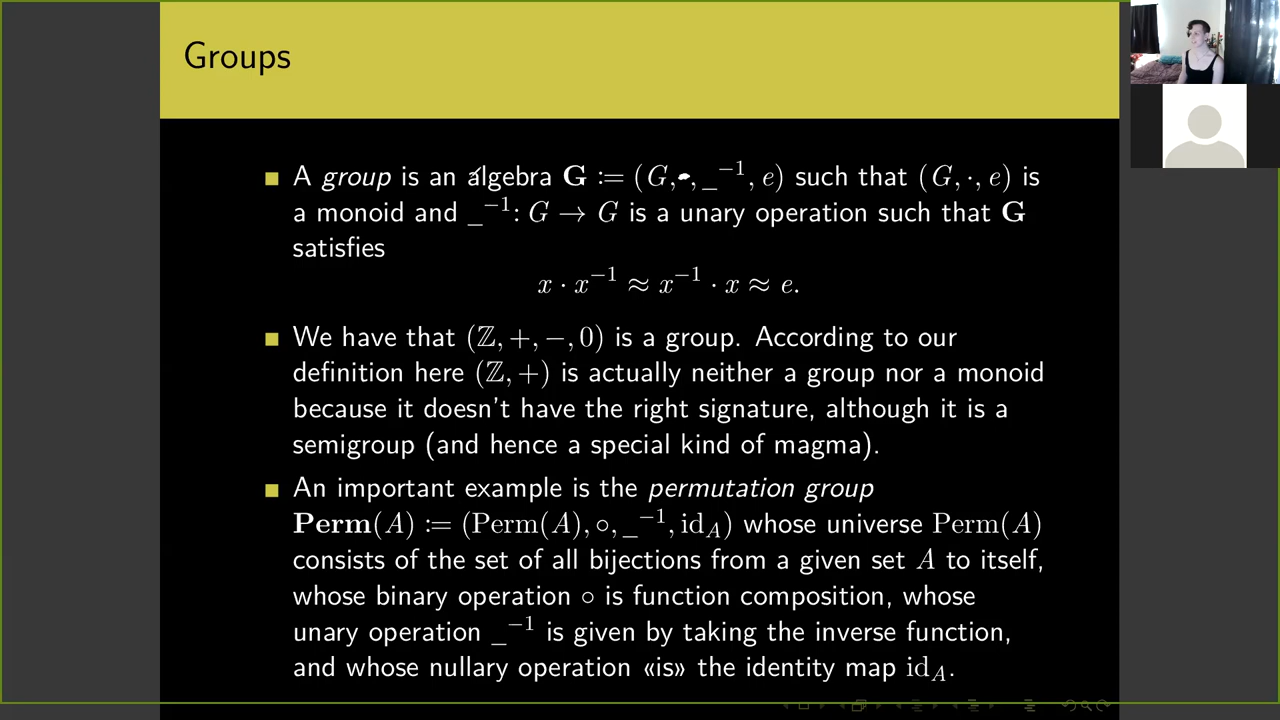 Groups
■ A group is an algebra G := (G, ·, _⁻¹, e) such that (G, ·, e) is
a monoid and _⁻¹: G → G is a unary operation such that G
satisfies
x · x⁻¹ ≈ x⁻¹ · x ≈ e.
■ We have that (ℤ, +, −, 0) is a group. According to our
definition here (ℤ, +) is actually neither a group nor a monoid
because it doesn't have the right signature, although it is a
semigroup (and hence a special kind of magma).
■ An important example is the permutation group
Perm(A) := (Perm(A), ∘, _⁻¹, id_A) whose universe Perm(A)
consists of the set of all bijections from a given set A to itself,
whose binary operation ∘ is function composition, whose
unary operation _⁻¹ is given by taking the inverse function,
and whose nullary operation «is» the identity map id_A.